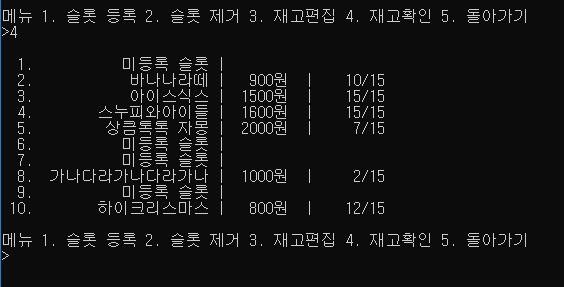 메뉴 1. 슬롯 등록 2. 슬롯 제거 3. 재고편집 4. 재고확인 5. 돌아가기
>4
1. 미등록 슬롯 |
2. 바나나라떼 | 900원 | 10/15
3. 아이스식스 | 1500원 | 15/15
4. 스누피와아이들 | 1600원 | 15/15
5. 상큼톡톡 자몽 | 2000원 | 7/15
6. 미등록 슬롯 |
7. 미등록 슬롯 |
8. 가나다라가나다라가나 | 1000원 | 2/15
9. 미등록 슬롯 |
10. 하이크리스마스 | 800원 | 12/15
메뉴 1. 슬롯 등록 2. 슬롯 제거 3. 재고편집 4. 재고확인 5. 돌아가기
>